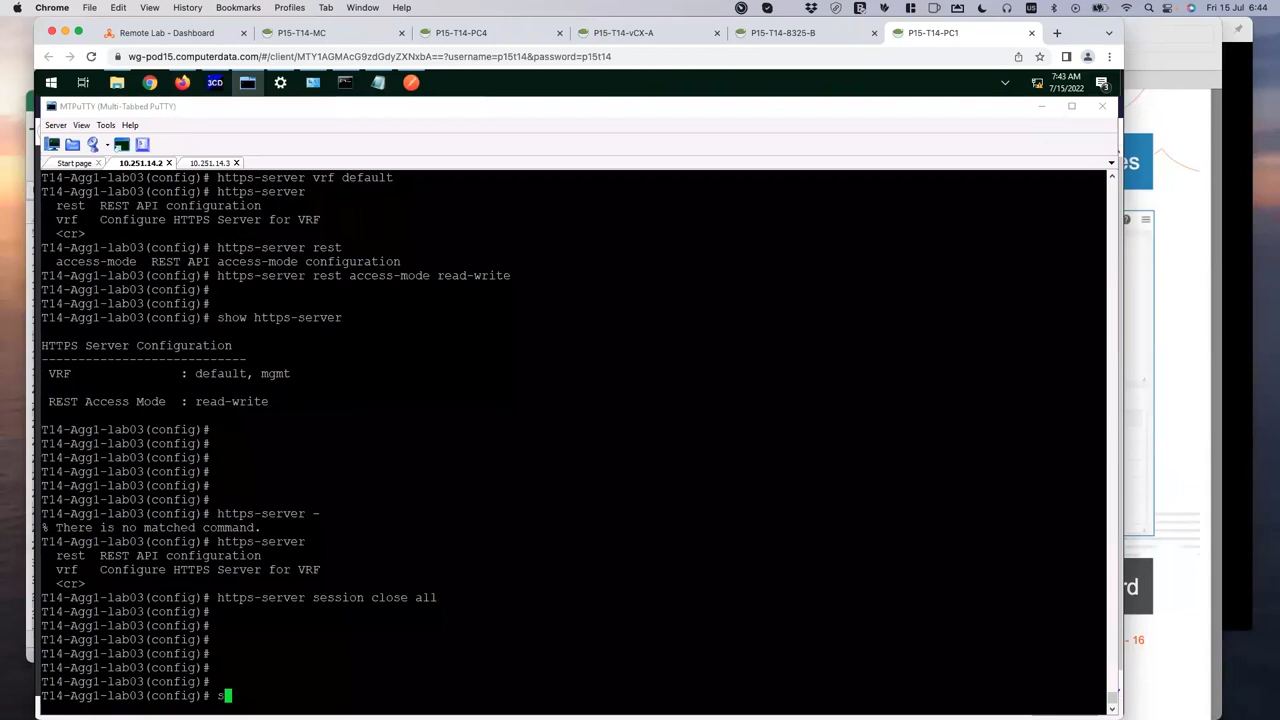 Chrome File Edit View History Bookmarks Profiles Tab Window Help Fri 15 Jul 6:44
Remote Lab - Dashboard P15-T14-MC P15-T14-PC4 P15-T14-vCX-A P15-T14-8325-B P15-T14-PC1
wg-pod15.computerdata.com/#/client/MTY1AGMAcG9zdGdyZXNxbA==?username=p15t14&password=p15t14
3CD
7:43 AM
7/15/2022
3
MTPuTTY (Multi-Tabbed PuTTY)
Server View Tools Help
Start page 10.251.14.2 10.251.14.3
T14-Agg1-lab03(config)# https-server vrf default
T14-Agg1-lab03(config)# https-server
rest REST API configuration
vrf Configure HTTPS Server for VRF
<cr>
T14-Agg1-lab03(config)# https-server rest
access-mode REST API access-mode configuration
T14-Agg1-lab03(config)# https-server rest access-mode read-write
T14-Agg1-lab03(config)#
T14-Agg1-lab03(config)#
T14-Agg1-lab03(config)# show https-server
HTTPS Server Configuration
----------------------------
VRF : default, mgmt
REST Access Mode : read-write
T14-Agg1-lab03(config)#
T14-Agg1-lab03(config)#
T14-Agg1-lab03(config)#
T14-Agg1-lab03(config)#
T14-Agg1-lab03(config)#
T14-Agg1-lab03(config)#
T14-Agg1-lab03(config)# https-server -
% There is no matched command.
T14-Agg1-lab03(config)# https-server
rest REST API configuration
vrf Configure HTTPS Server for VRF
<cr>
T14-Agg1-lab03(config)# https-server session close all
T14-Agg1-lab03(config)#
T14-Agg1-lab03(config)#
T14-Agg1-lab03(config)#
T14-Agg1-lab03(config)#
T14-Agg1-lab03(config)#
T14-Agg1-lab03(config)#
T14-Agg1-lab03(config)# s
es
rd
- 16